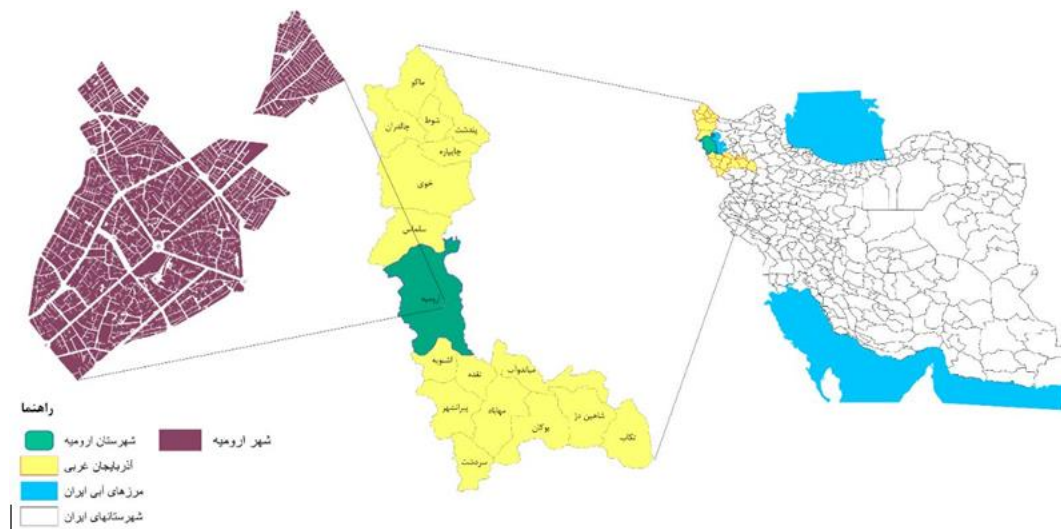 ماکو
شوط
چالدران
پلدشت
چایپاره
خوی
سلماس
ارومیه
اشنویه
نقده
میاندواب
پیرانشهر
مهاباد
بوکان
شاهین دژ
تکاب
سردشت
راهنما
شهرستان ارومیه
شهر ارومیه
آذربایجان غربی
مرزهای آبی ایران
شهرستانهای ایران